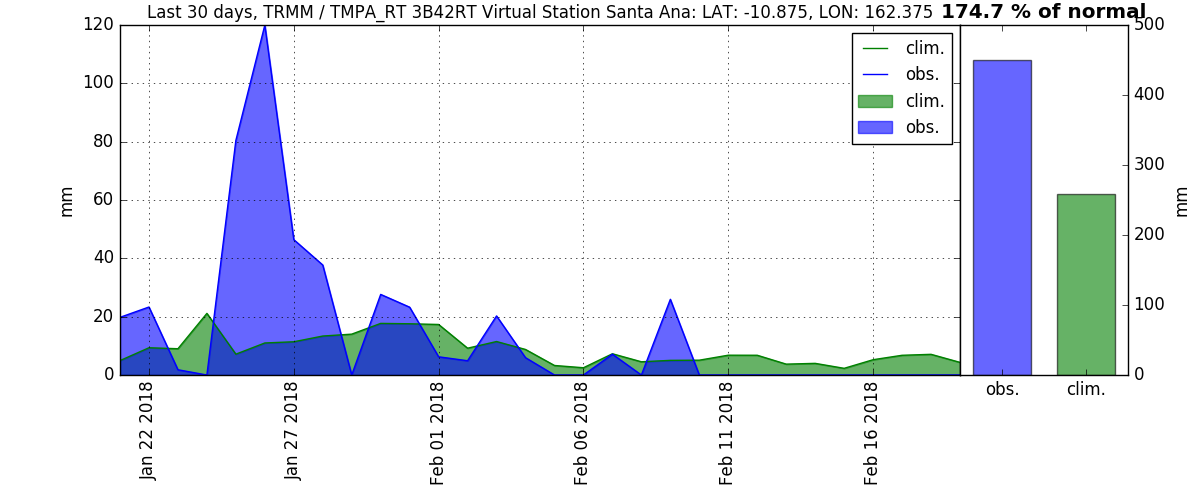 Last 30 days, TRMM / TMPA_RT 3B42RT Virtual Station Santa Ana: LAT: -10.875, LON: 162.375 174.7 % of normal
120
100
80
60
40
20
0
mm
clim.
obs.
clim.
obs.
500
400
300
200
100
0
mm
Jan 22 2018
Jan 27 2018
Feb 01 2018
Feb 06 2018
Feb 11 2018
Feb 16 2018
obs.
clim.